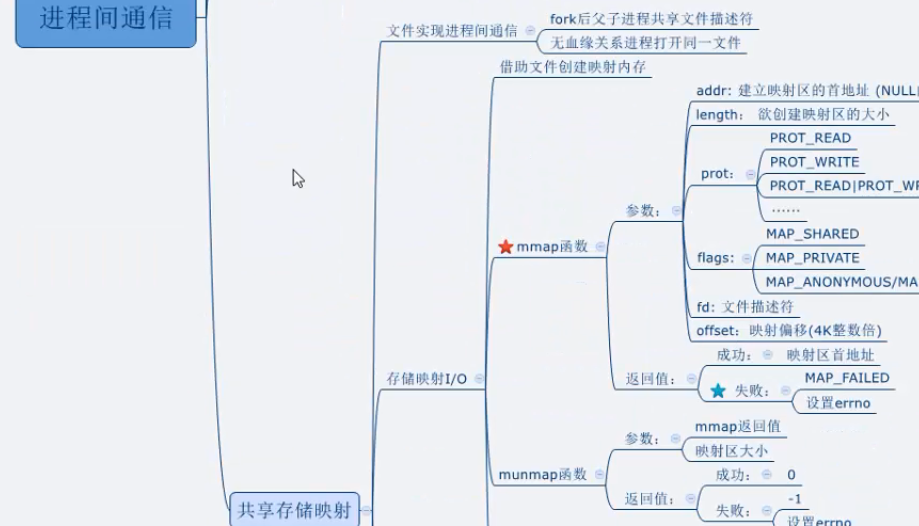 进程间通信
文件实现进程间通信
fork后父子进程共享文件描述符
无血缘关系进程打开同一文件
借助文件创建映射内存
addr: 建立映射区的首地址 (NULL
length: 欲创建映射区的大小
PROT_READ
PROT_WRITE
prot:
PROT_READ|PROT_WR
......
参数:
MAP_SHARED
mmap函数
flags:
MAP_PRIVATE
MAP_ANONYMOUS/MA
fd: 文件描述符
offset: 映射偏移(4K整数倍)
成功: 映射区首地址
存储映射I/O
返回值:
失败:
MAP_FAILED
设置errno
参数:
mmap返回值
映射区大小
munmap函数
成功: 0
返回值:
失败:
-1
设置errno
共享存储映射